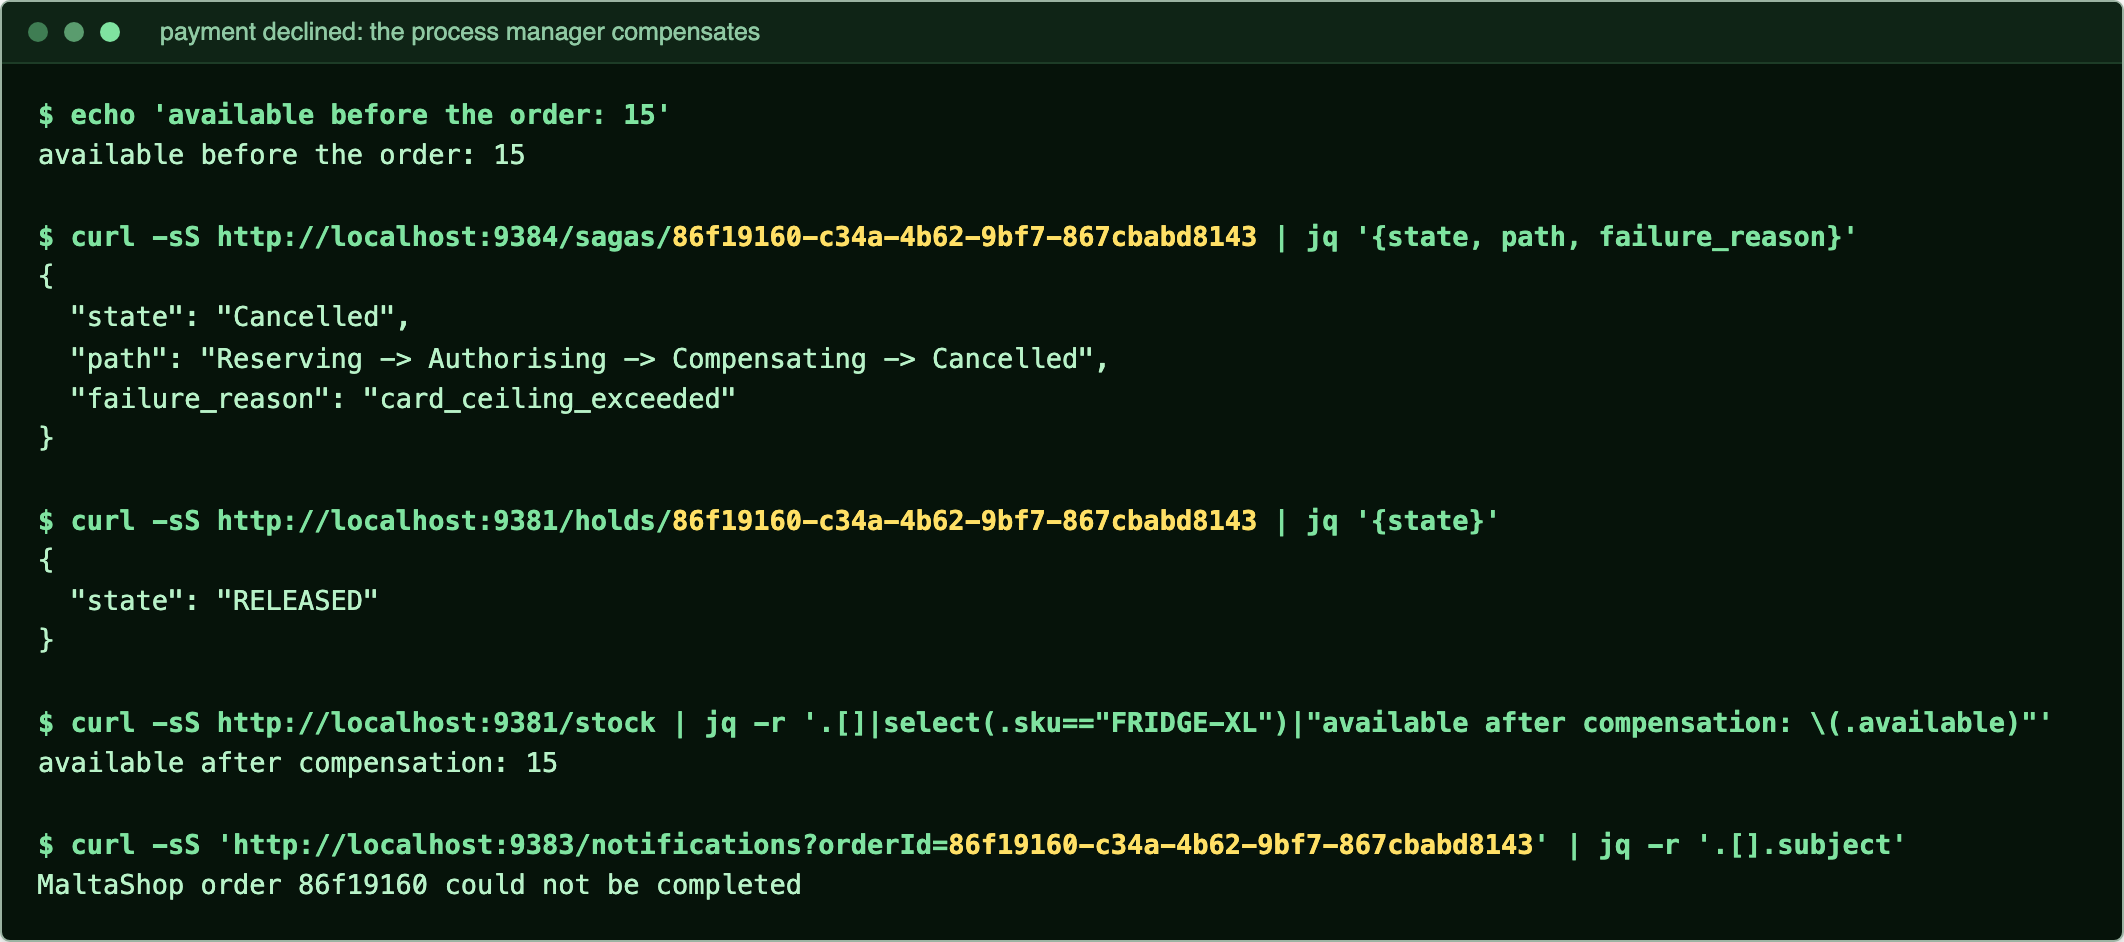 payment declined: the process manager compensates
$ echo 'available before the order: 15'
available before the order: 15
$ curl -sS http://localhost:9384/sagas/86f19160-c34a-4b62-9bf7-867cbabd8143 | jq '{state, path, failure_reason}'
{
  "state": "Cancelled",
  "path": "Reserving -> Authorising -> Compensating -> Cancelled",
  "failure_reason": "card_ceiling_exceeded"
}
$ curl -sS http://localhost:9381/holds/86f19160-c34a-4b62-9bf7-867cbabd8143 | jq '{state}'
{
  "state": "RELEASED"
}
$ curl -sS http://localhost:9381/stock | jq -r '.[]|select(.sku=="FRIDGE-XL")|"available after compensation: \(.available)"'
available after compensation: 15
$ curl -sS 'http://localhost:9383/notifications?orderId=86f19160-c34a-4b62-9bf7-867cbabd8143' | jq -r '.[].subject'
MaltaShop order 86f19160 could not be completed